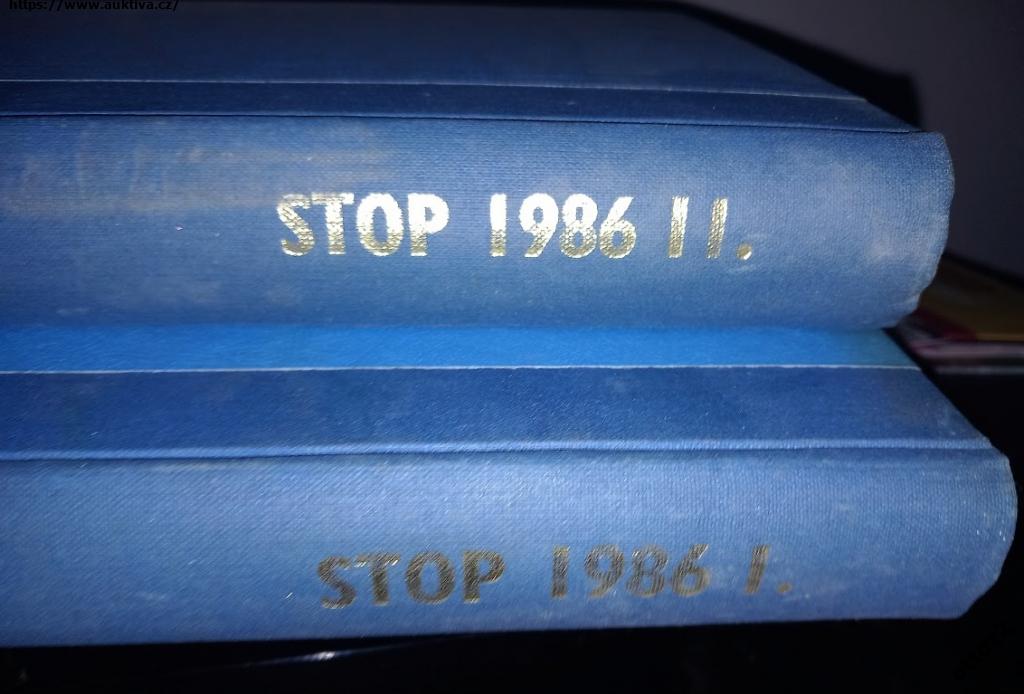 https://www.auktiva.cz/
STOP 1986 II.
STOP 1986 I.